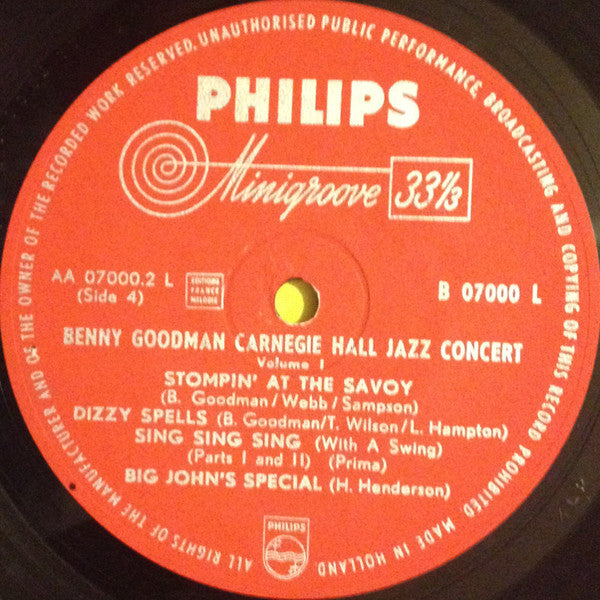 ALL RIGHTS OF THE MANUFACTURER AND OF THE OWNER OF THE RECORDED WORK RESERVED. UNAUTHORISED PUBLIC PERFORMANCE, BROADCASTING AND COPYING OF THIS RECORD PROHIBITED. MADE IN HOLLAND
PHILIPS
Minigroove 33⅓
AA 07000.2 L
(Side 4)
EDITIONS
FRANCE
MELODIE
B 07000 L
BENNY GOODMAN CARNEGIE HALL JAZZ CONCERT
Volume I
STOMPIN' AT THE SAVOY
(B. Goodman/Webb/Sampson)
DIZZY SPELLS (B. Goodman/T. Wilson/L. Hampton)
SING SING SING (With A Swing)
(Parts I and II) (Prima)
BIG JOHN'S SPECIAL (H. Henderson)
PHILIPS